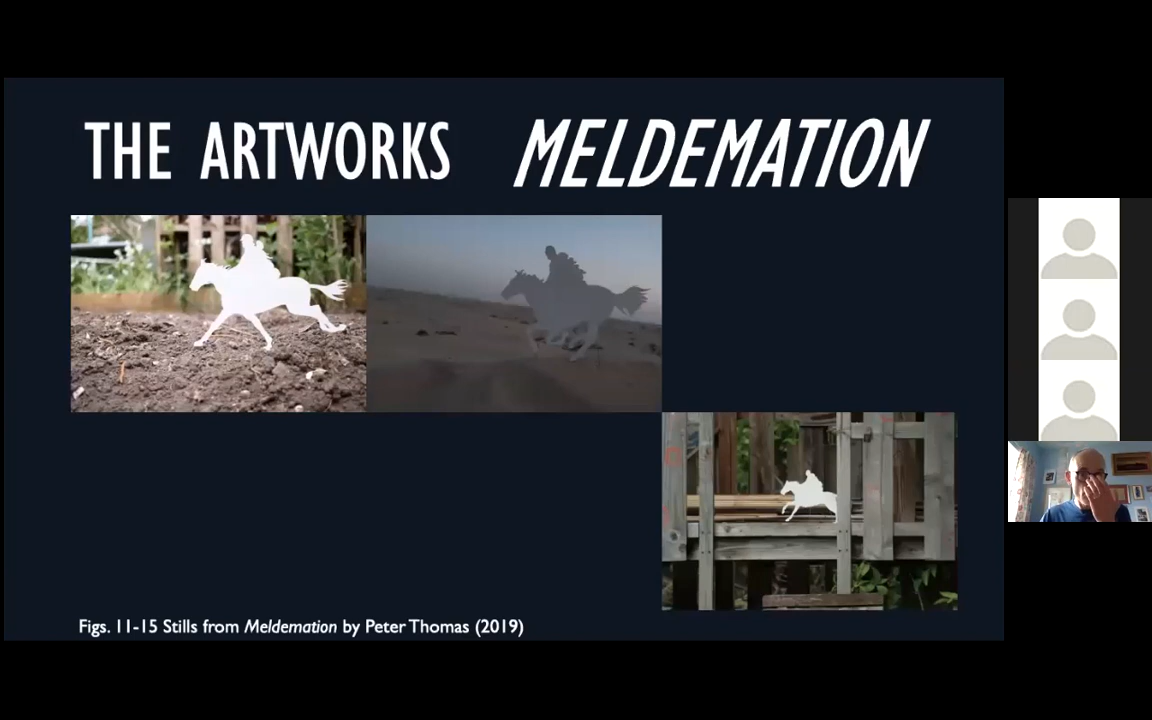 THE ARTWORKS MELDEMATION
Figs. 11-15 Stills from Meldemation by Peter Thomas (2019)